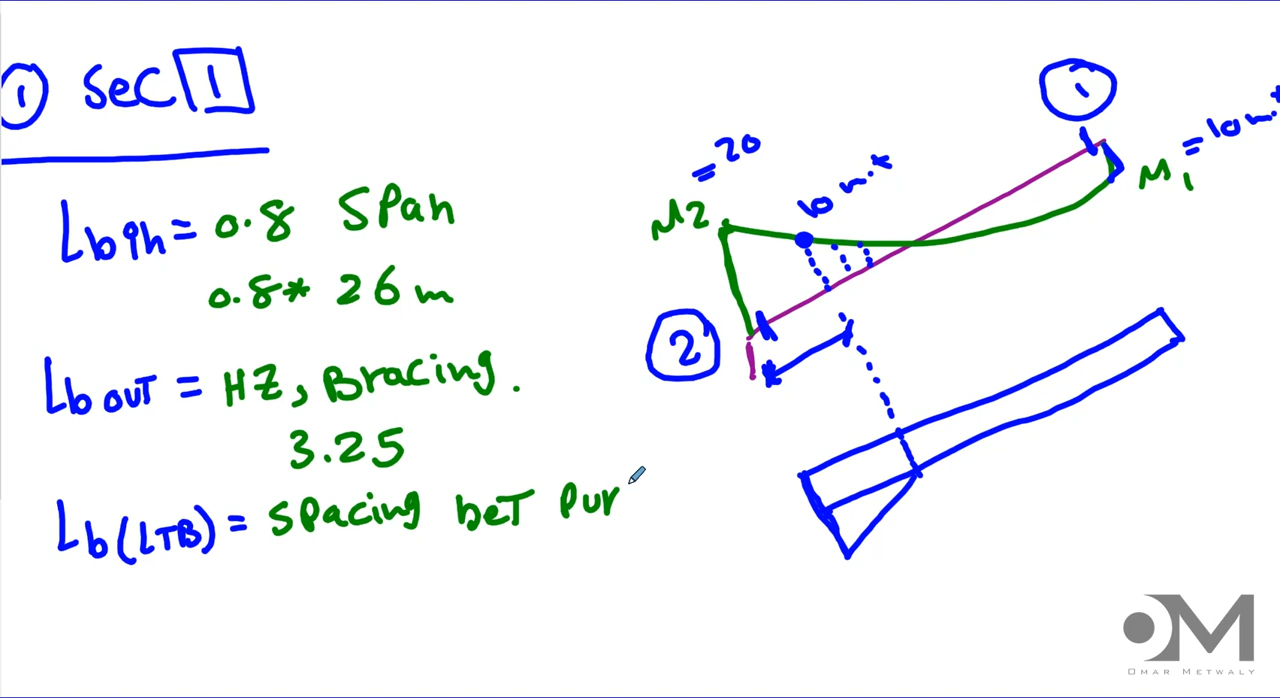 ① Sec 1
Lb in = 0.8 Span
0.8* 26 m
Lb out = HZ, Bracing.
3.25
Lb(LTB) = Spacing beT Pur
1
= 20
10 m.t
M1 = 10 m.t
M2
2
OM
OMAR METWALY